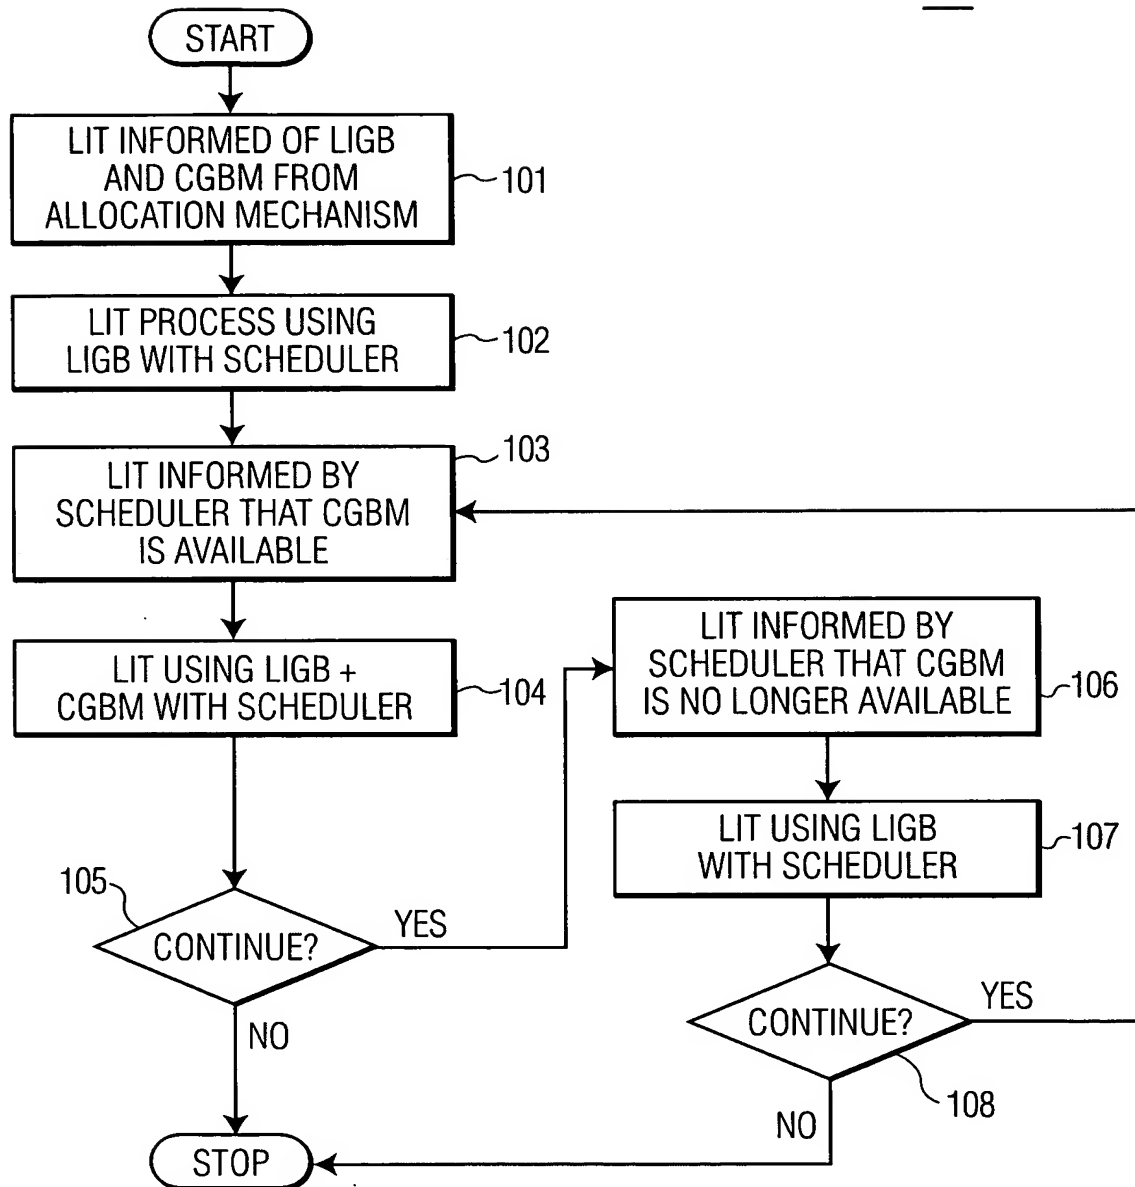 START
LIT INFORMED OF LIGB
AND CGBM FROM
ALLOCATION MECHANISM
101
LIT PROCESS USING
LIGB WITH SCHEDULER
102
LIT INFORMED BY
SCHEDULER THAT CGBM
IS AVAILABLE
103
LIT USING LIGB +
CGBM WITH SCHEDULER
104
105
CONTINUE?
YES
NO
LIT INFORMED BY
SCHEDULER THAT CGBM
IS NO LONGER AVAILABLE
106
LIT USING LIGB
WITH SCHEDULER
107
CONTINUE?
YES
108
NO
STOP